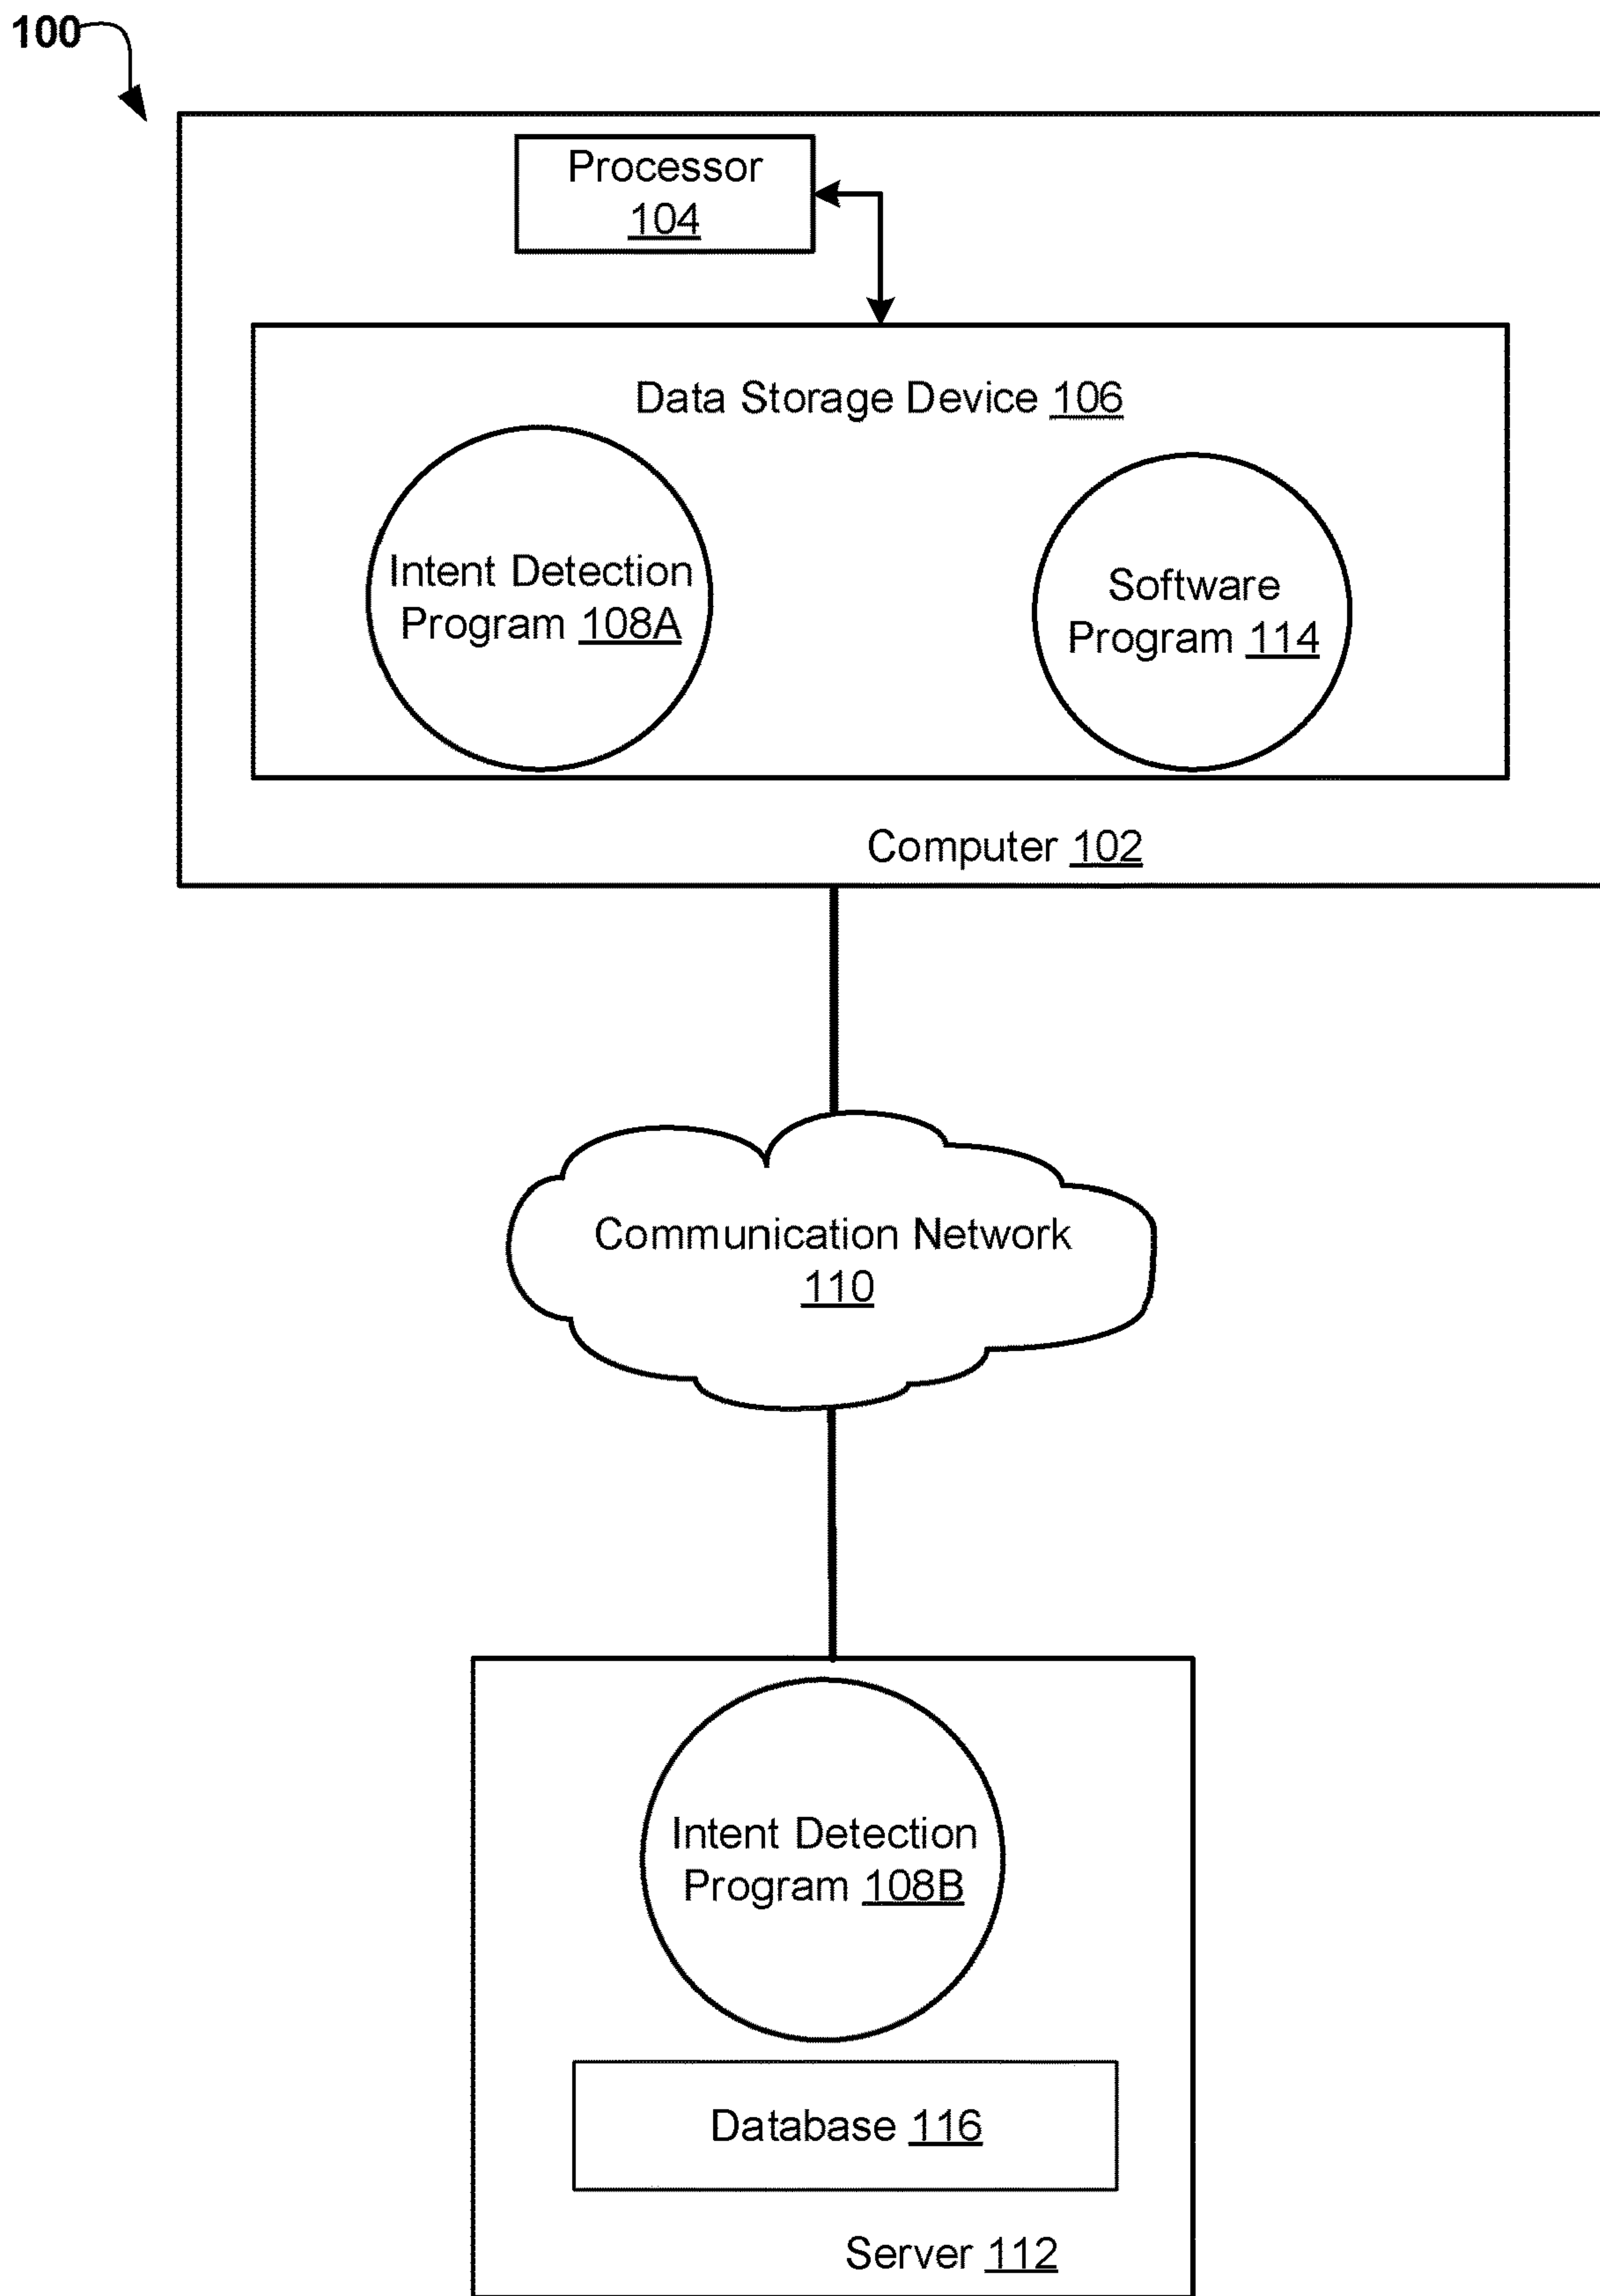 100
Processor
104
Data Storage Device 106
Intent Detection
Program 108A
Software
Program 114
Computer 102
Communication Network
110
Intent Detection
Program 108B
Database 116
Server 112